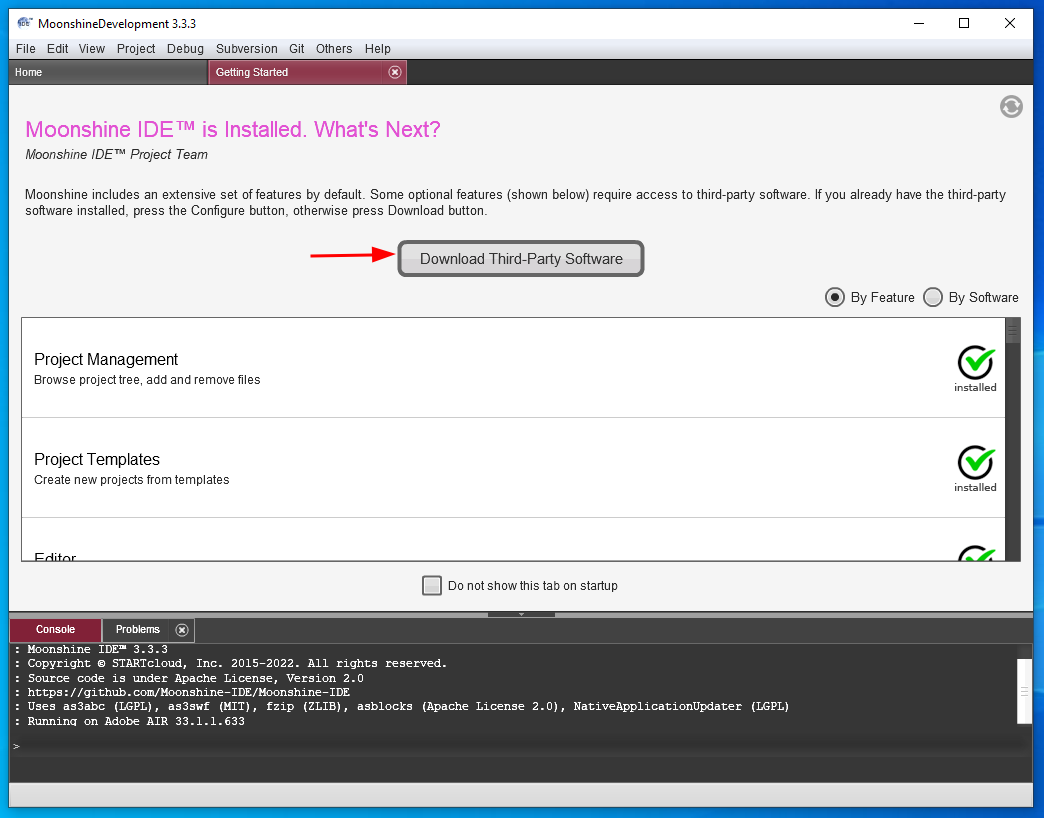 MoonshineDevelopment 3.3.3
File Edit View Project Debug Subversion Git Others Help
Home
Getting Started
Moonshine IDE™ is Installed. What's Next?
Moonshine IDE™ Project Team
Moonshine includes an extensive set of features by default. Some optional features (shown below) require access to third-party software. If you already have the third-party
software installed, press the Configure button, otherwise press Download button.
Download Third-Party Software
By Feature By Software
Project Management
Browse project tree, add and remove files
installed
Project Templates
Create new projects from templates
installed
Editor
Do not show this tab on startup
Console Problems
: Moonshine IDE™ 3.3.3
: Copyright © STARTcloud, Inc. 2015-2022. All rights reserved.
: Source code is under Apache License, Version 2.0
: https://github.com/Moonshine-IDE/Moonshine-IDE
: Uses as3abc (LGPL), as3swf (MIT), fzip (ZLIB), asblocks (Apache License 2.0), NativeApplicationUpdater (LGPL)
: Running on Adobe AIR 33.1.1.633
>